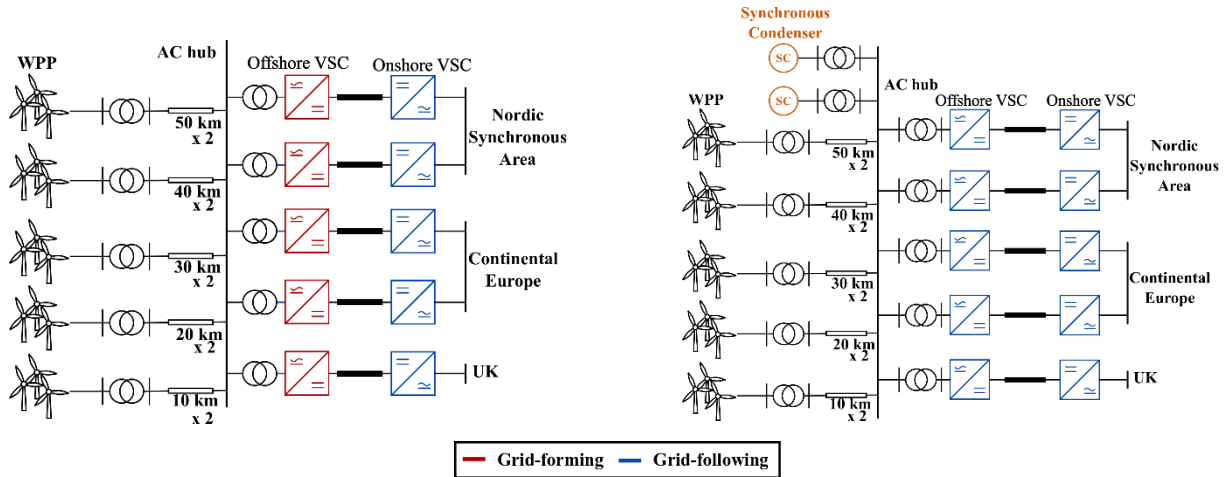 AC hub
WPP
Offshore VSC
Onshore VSC
50 km
x 2
Nordic
Synchronous
Area
40 km
x 2
30 km
x 2
Continental
Europe
20 km
x 2
UK
10 km
x 2
Synchronous
Condenser
SC
SC
AC hub
WPP
Offshore VSC
Onshore VSC
50 km
x 2
Nordic
Synchronous
Area
40 km
x 2
30 km
x 2
Continental
Europe
20 km
x 2
UK
10 km
x 2
Grid-forming
Grid-following